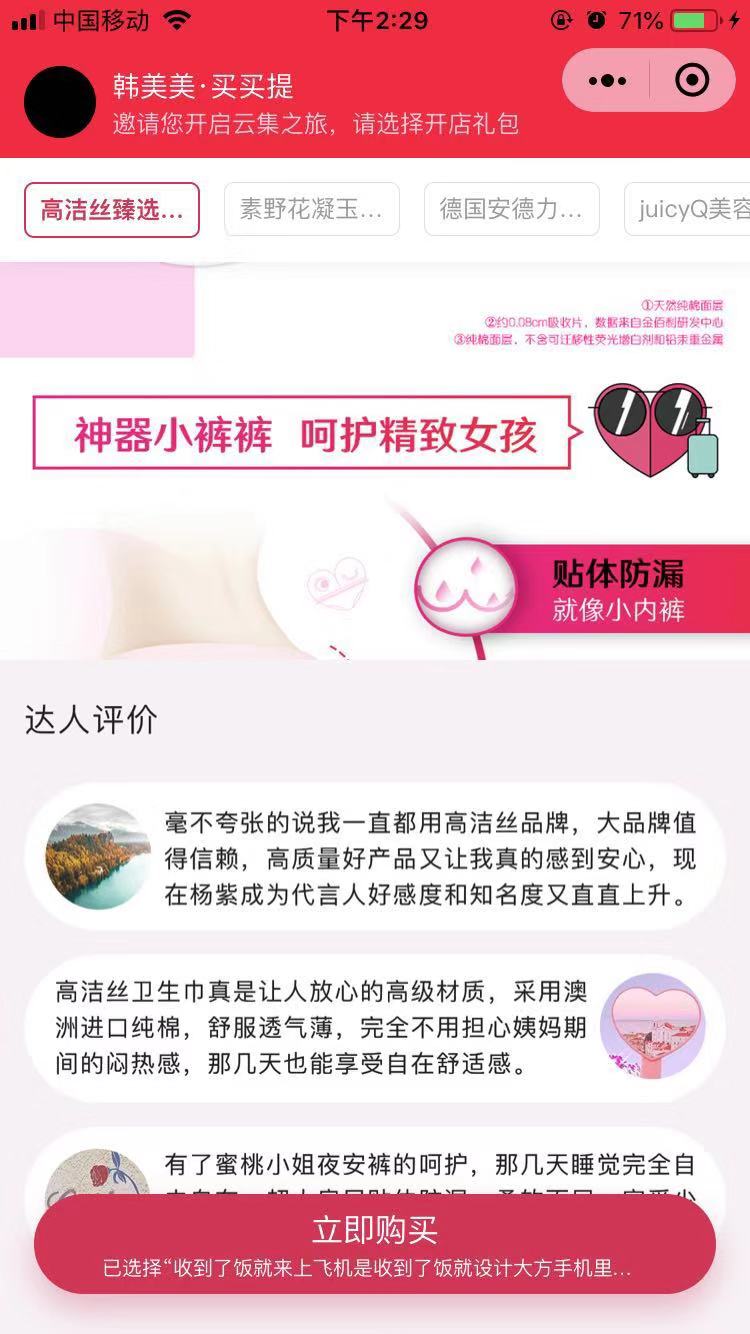 中国移动
下午2:29
71%
韩美美·买买提
邀请您开启云集之旅，请选择开店礼包
高洁丝臻选...
素野花凝玉...
德国安德力...
juicyQ美容
①天然纯棉面层
②约0.08cm吸收片，数据来自金佰利研发中心
③纯棉面层，不含可迁移性荧光增白剂和铅汞重金属
神器小裤裤 呵护精致女孩
贴体防漏
就像小内裤
达人评价
毫不夸张的说我一直都用高洁丝品牌，大品牌值
得信赖，高质量好产品又让我真的感到安心，现
在杨紫成为代言人好感度和知名度又直直上升。
高洁丝卫生巾真是让人放心的高级材质，采用澳
洲进口纯棉，舒服透气薄，完全不用担心姨妈期
间的闷热感，那几天也能享受自在舒适感。
有了蜜桃小姐夜安裤的呵护，那几天睡觉完全自
立即购买
已选择“收到了饭就来上飞机是收到了饭就设计大方手机里...